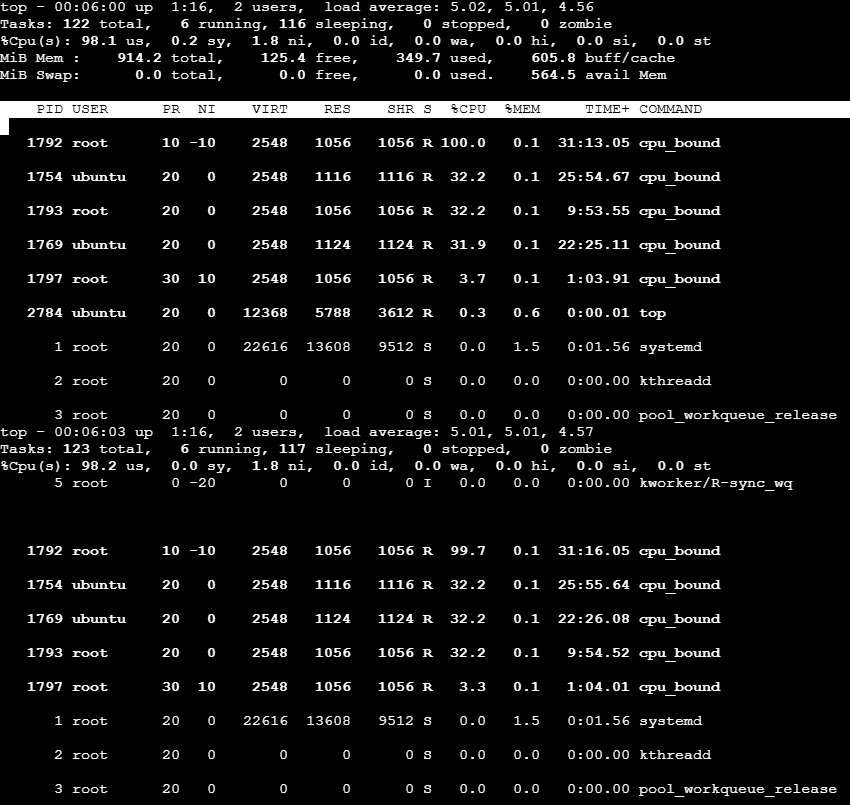 top - 00:06:00 up  1:16,  2 users,  load average: 5.02, 5.01, 4.56
Tasks: 122 total,   6 running, 116 sleeping,   0 stopped,   0 zombie
%Cpu(s): 98.1 us,  0.2 sy,  1.8 ni,  0.0 id,  0.0 wa,  0.0 hi,  0.0 si,  0.0 st
MiB Mem :    914.2 total,    125.4 free,    349.7 used,    605.8 buff/cache
MiB Swap:      0.0 total,      0.0 free,      0.0 used.    564.5 avail Mem
    PID USER      PR  NI    VIRT    RES    SHR S  %CPU  %MEM     TIME+ COMMAND
   1792 root      10 -10    2548   1056   1056 R 100.0   0.1  31:13.05 cpu_bound
   1754 ubuntu    20   0    2548   1116   1116 R  32.2   0.1  25:54.67 cpu_bound
   1793 root      20   0    2548   1056   1056 R  32.2   0.1   9:53.55 cpu_bound
   1769 ubuntu    20   0    2548   1124   1124 R  31.9   0.1  22:25.11 cpu_bound
   1797 root      30  10    2548   1056   1056 R   3.7   0.1   1:03.91 cpu_bound
   2784 ubuntu    20   0   12368   5788   3612 R   0.3   0.6   0:00.01 top
      1 root      20   0   22616  13608   9512 S   0.0   1.5   0:01.56 systemd
      2 root      20   0       0      0      0 S   0.0   0.0   0:00.00 kthreadd
      3 root      20   0       0      0      0 S   0.0   0.0   0:00.00 pool_workqueue_release
top - 00:06:03 up  1:16,  2 users,  load average: 5.01, 5.01, 4.57
Tasks: 123 total,   6 running, 117 sleeping,   0 stopped,   0 zombie
%Cpu(s): 98.2 us,  0.0 sy,  1.8 ni,  0.0 id,  0.0 wa,  0.0 hi,  0.0 si,  0.0 st
      5 root       0 -20       0      0      0 I   0.0   0.0   0:00.00 kworker/R-sync_wq
   1792 root      10 -10    2548   1056   1056 R  99.7   0.1  31:16.05 cpu_bound
   1754 ubuntu    20   0    2548   1116   1116 R  32.2   0.1  25:55.64 cpu_bound
   1769 ubuntu    20   0    2548   1124   1124 R  32.2   0.1  22:26.08 cpu_bound
   1793 root      20   0    2548   1056   1056 R  32.2   0.1   9:54.52 cpu_bound
   1797 root      30  10    2548   1056   1056 R   3.3   0.1   1:04.01 cpu_bound
      1 root      20   0   22616  13608   9512 S   0.0   1.5   0:01.56 systemd
      2 root      20   0       0      0      0 S   0.0   0.0   0:00.00 kthreadd
      3 root      20   0       0      0      0 S   0.0   0.0   0:00.00 pool_workqueue_release